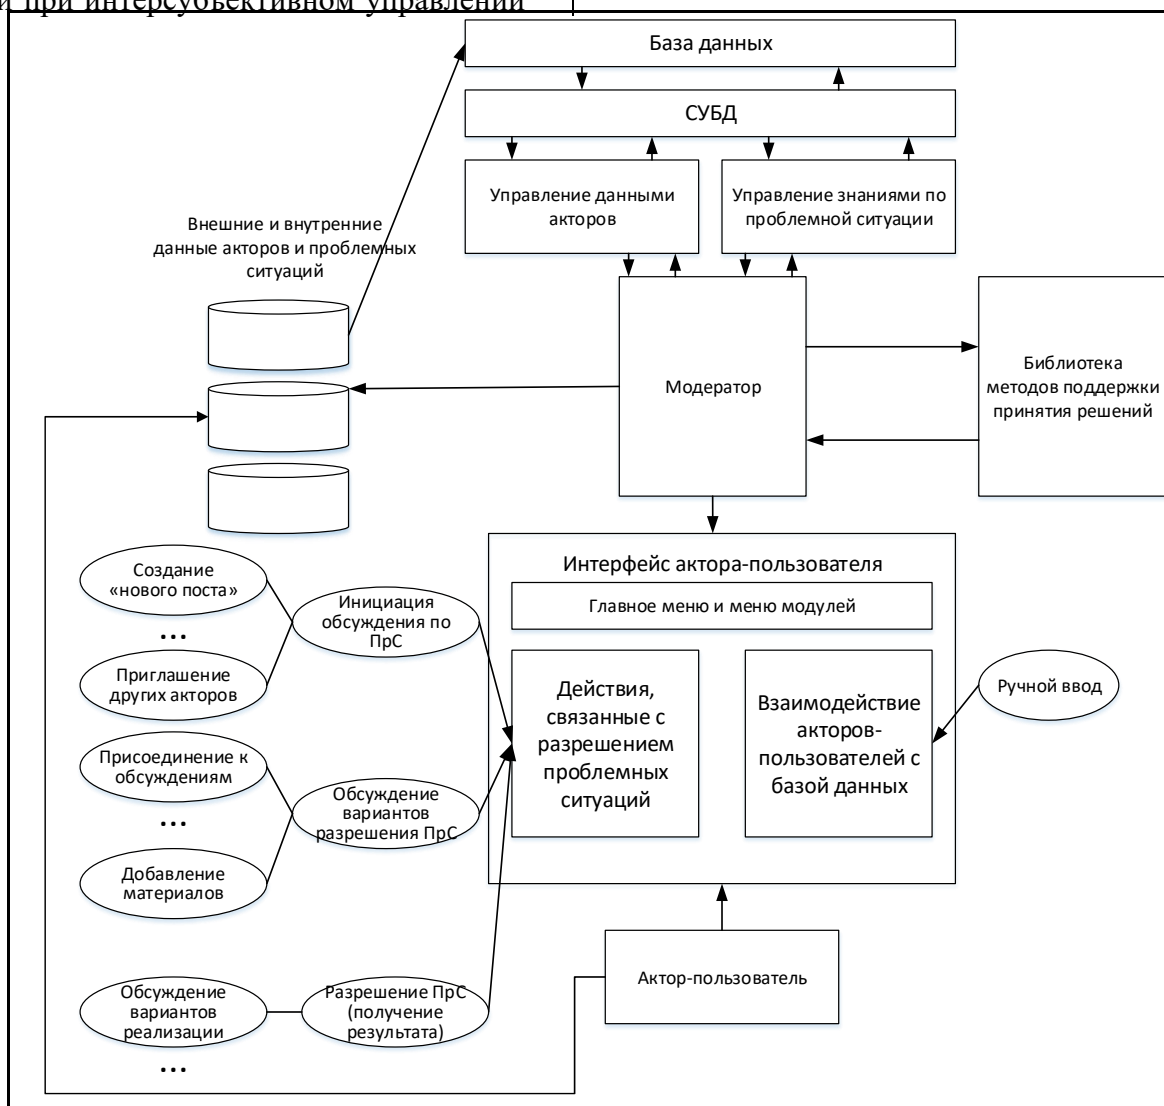 и при интерсубъективном управлении
База данных
СУБД
Управление данными
акторов
Управление знаниями по
проблемной ситуации
Внешние и внутренние
данные акторов и проблемных
ситуаций
Модератор
Библиотека
методов поддержки
принятия решений
Интерфейс актора-пользователя
Главное меню и меню модулей
Создание
«нового поста»
...
Приглашение
других акторов
Инициация
обсуждения по
ПрС
Действия,
связанные с
разрешением
проблемных
ситуаций
Взаимодействие
акторов-
пользователей с
базой данных
Ручной ввод
Присоединение к
обсуждениям
...
Добавление
материалов
Обсуждение
вариантов
разрешения ПрС
Актор-пользователь
Обсуждение
вариантов
реализации
...
Разрешение ПрС
(получение
результата)